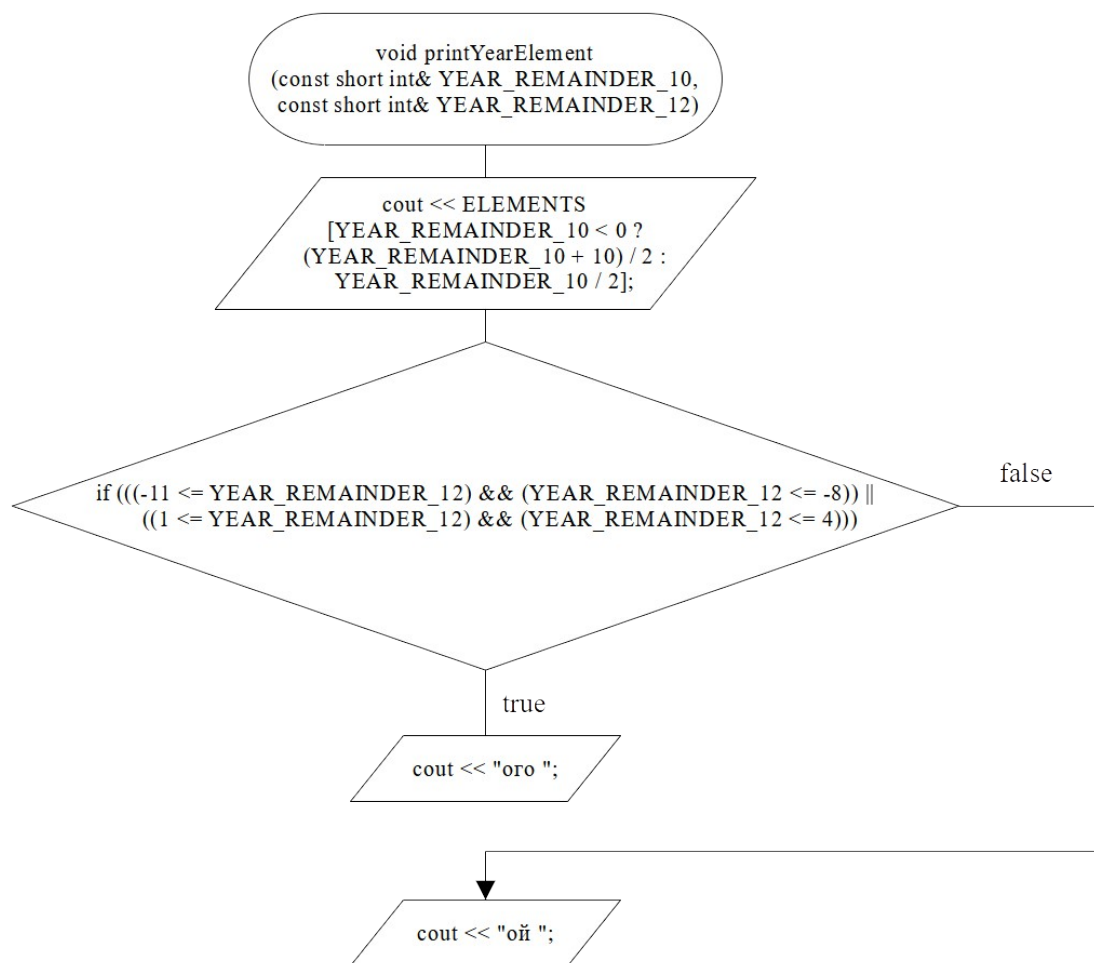 void printYearElement
(const short int& YEAR_REMAINDER_10,
const short int& YEAR_REMAINDER_12)
cout << ELEMENTS
[YEAR_REMAINDER_10 < 0 ?
(YEAR_REMAINDER_10 + 10) / 2 :
YEAR_REMAINDER_10 / 2];
if (((-11 <= YEAR_REMAINDER_12) && (YEAR_REMAINDER_12 <= -8)) ||
((1 <= YEAR_REMAINDER_12) && (YEAR_REMAINDER_12 <= 4)))
false
true
cout << "ого ";
cout << "ой ";